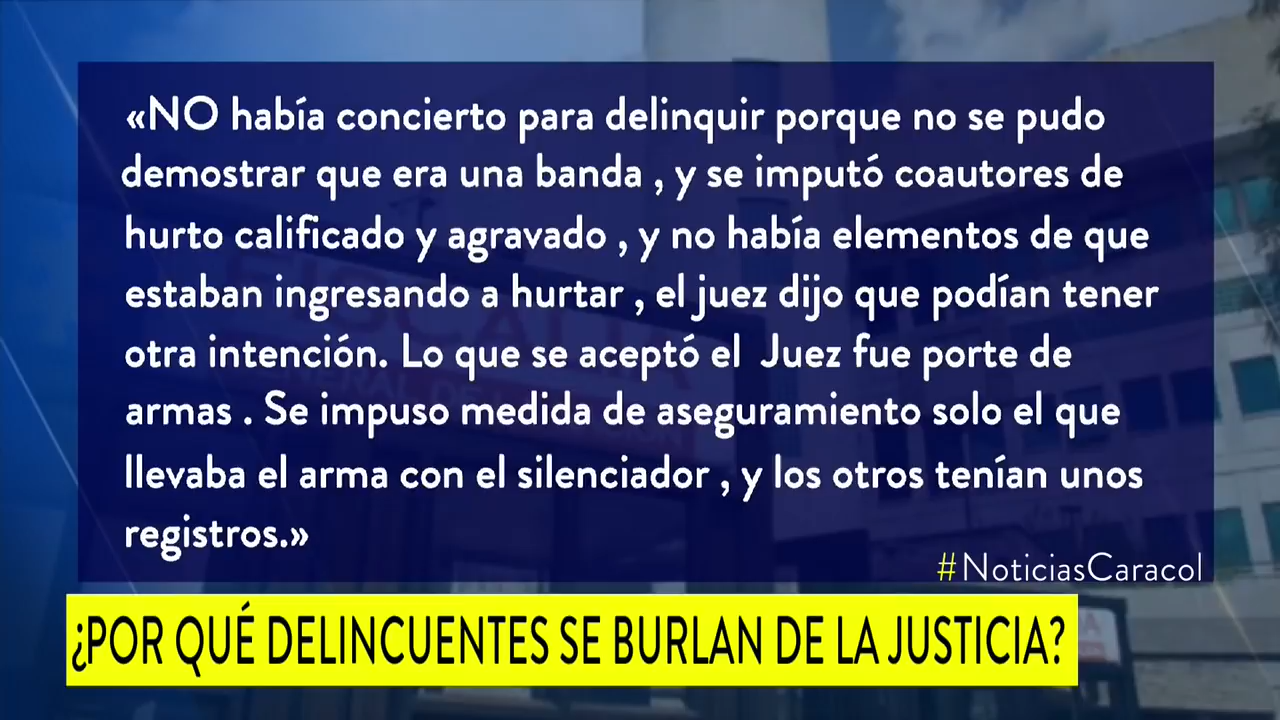 «NO había concierto para delinquir porque no se pudo
demostrar que era una banda , y se imputó coautores de
hurto calificado y agravado , y no había elementos de que
estaban ingresando a hurtar , el juez dijo que podían tener
otra intención. Lo que se aceptó el Juez fue porte de
armas . Se impuso medida de aseguramiento solo el que
llevaba el arma con el silenciador , y los otros tenían unos
registros.»
#NoticiasCaracol
¿POR QUÉ DELINCUENTES SE BURLAN DE LA JUSTICIA?